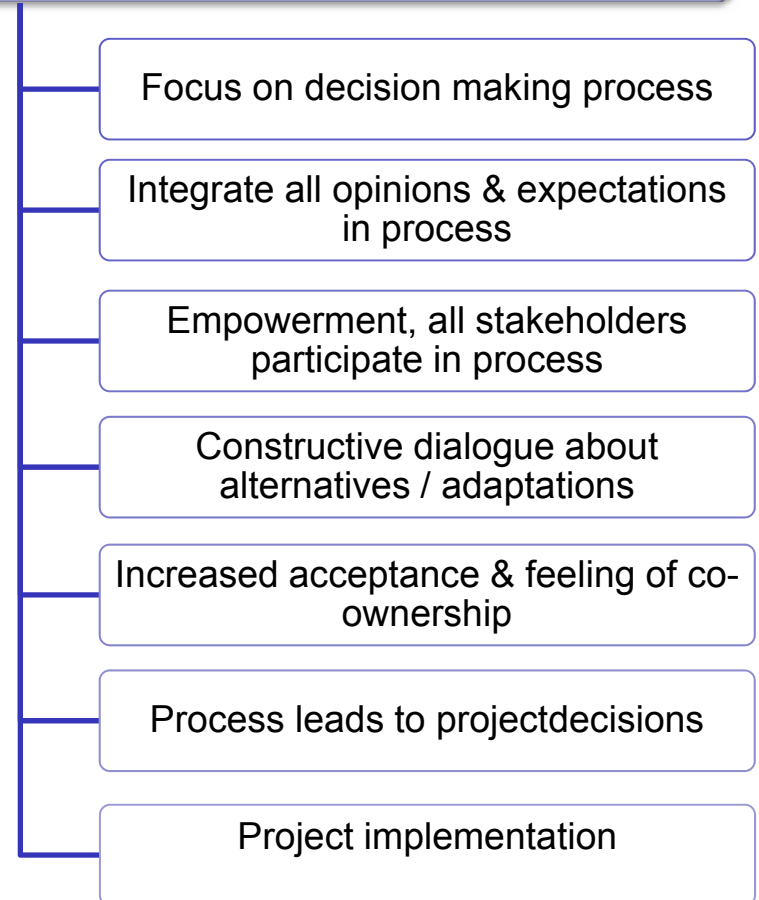 Focus on decision making process
Integrate all opinions & expectations
in process
Empowerment, all stakeholders
participate in process
Constructive dialogue about
alternatives / adaptations
Increased acceptance & feeling of co-
ownership
Process leads to projectdecisions
Project implementation